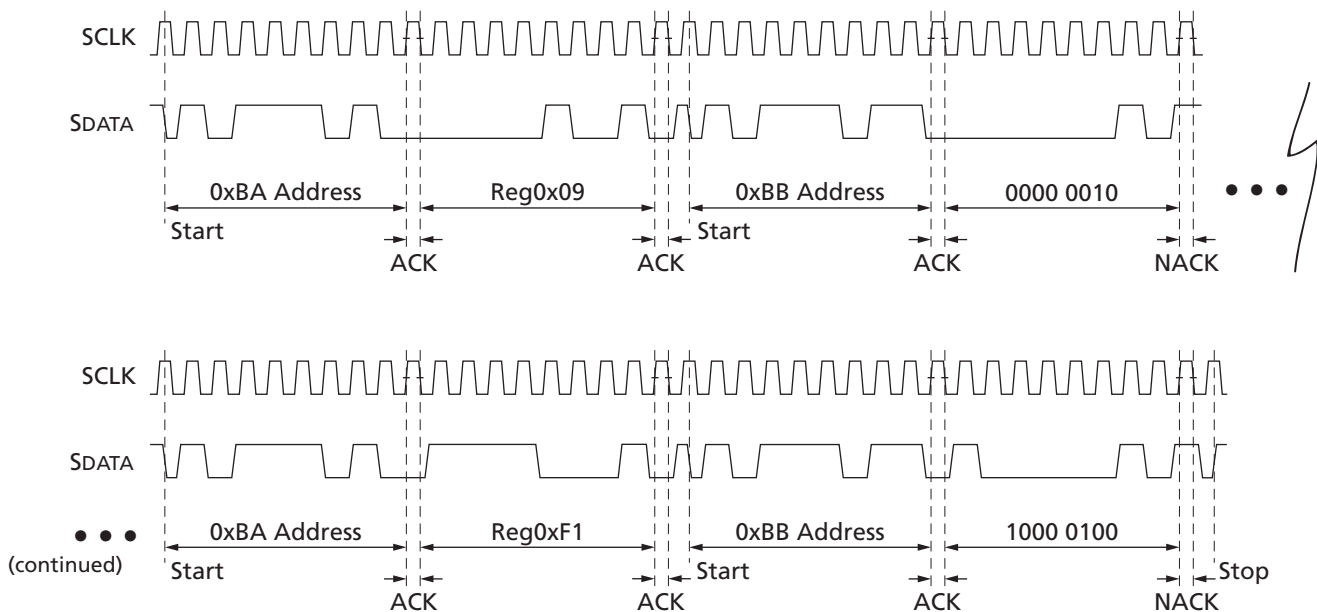 SCLK
SDATA
0xBA Address Reg0x09 0xBB Address 0000 0010
Start Start
ACK ACK ACK NACK
SCLK
SDATA
0xBA Address Reg0xF1 0xBB Address 1000 0100
(continued) Start Start Stop
ACK ACK ACK NACK